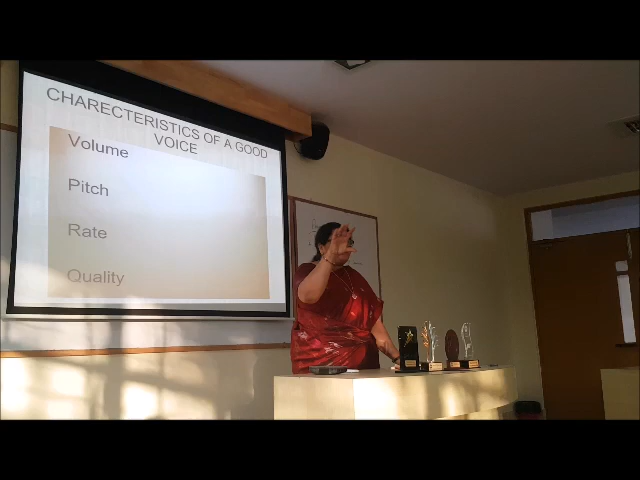 CHARECTERISTICS OF A GOOD
VOICE
Volume
Pitch
Rate
Quality